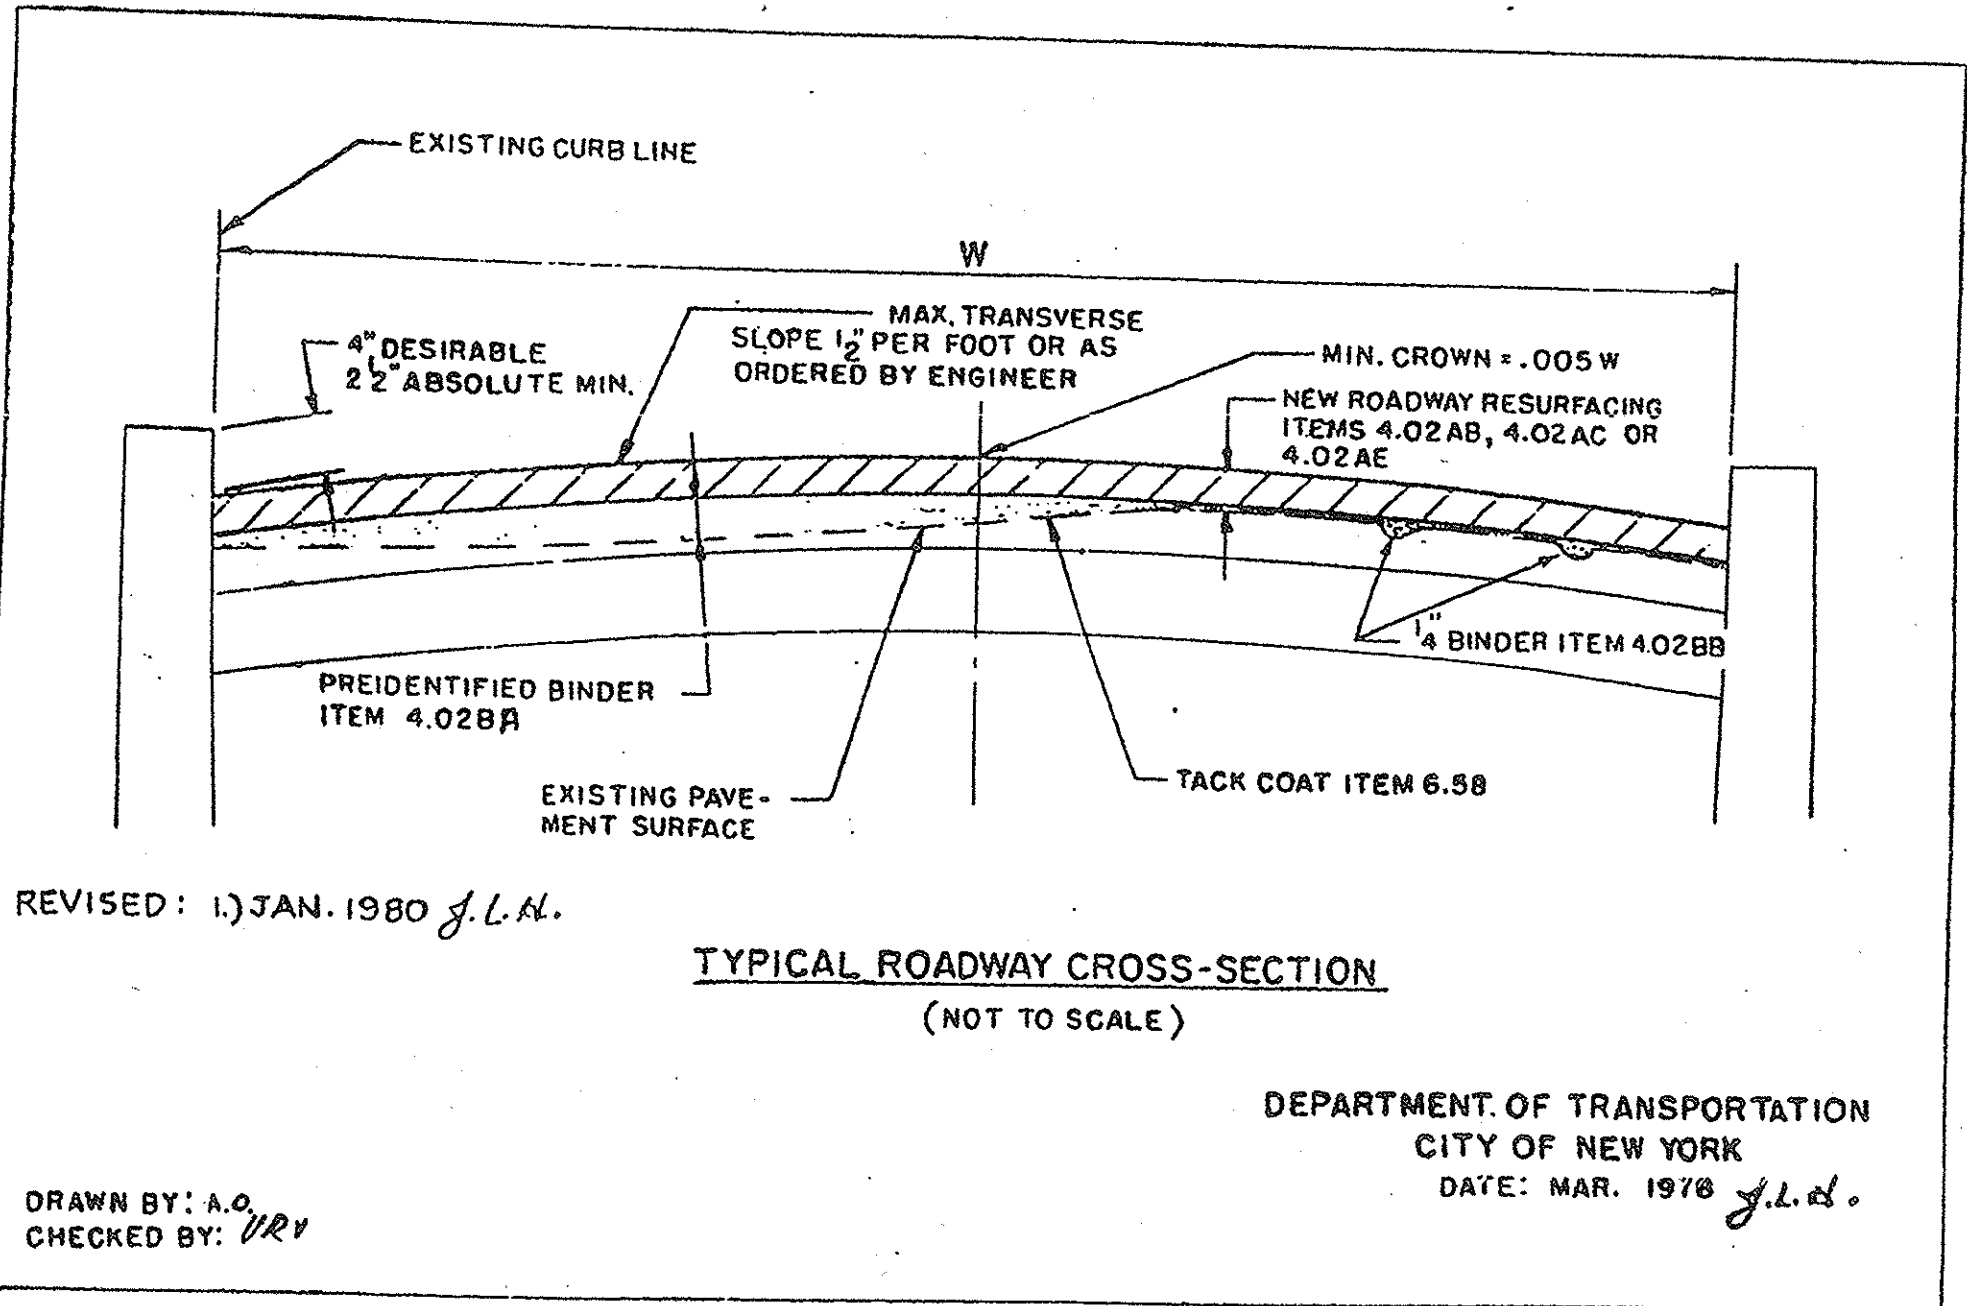 EXISTING CURB LINE
W
4" DESIRABLE
2 1/2" ABSOLUTE MIN.
MAX. TRANSVERSE
SLOPE 1/2" PER FOOT OR AS
ORDERED BY ENGINEER
MIN. CROWN = .005 W
NEW ROADWAY RESURFACING
ITEMS 4.02AB, 4.02AC OR
4.02AE
1/4" BINDER ITEM 4.02BB
PREIDENTIFIED BINDER
ITEM 4.02BA
EXISTING PAVE-
MENT SURFACE
TACK COAT ITEM 6.58
REVISED: 1.) JAN. 1980 J.L.H.
TYPICAL ROADWAY CROSS-SECTION
(NOT TO SCALE)
DEPARTMENT. OF TRANSPORTATION
CITY OF NEW YORK
DATE: MAR. J.L.H.
DRAWN BY: A.O.
CHECKED BY: